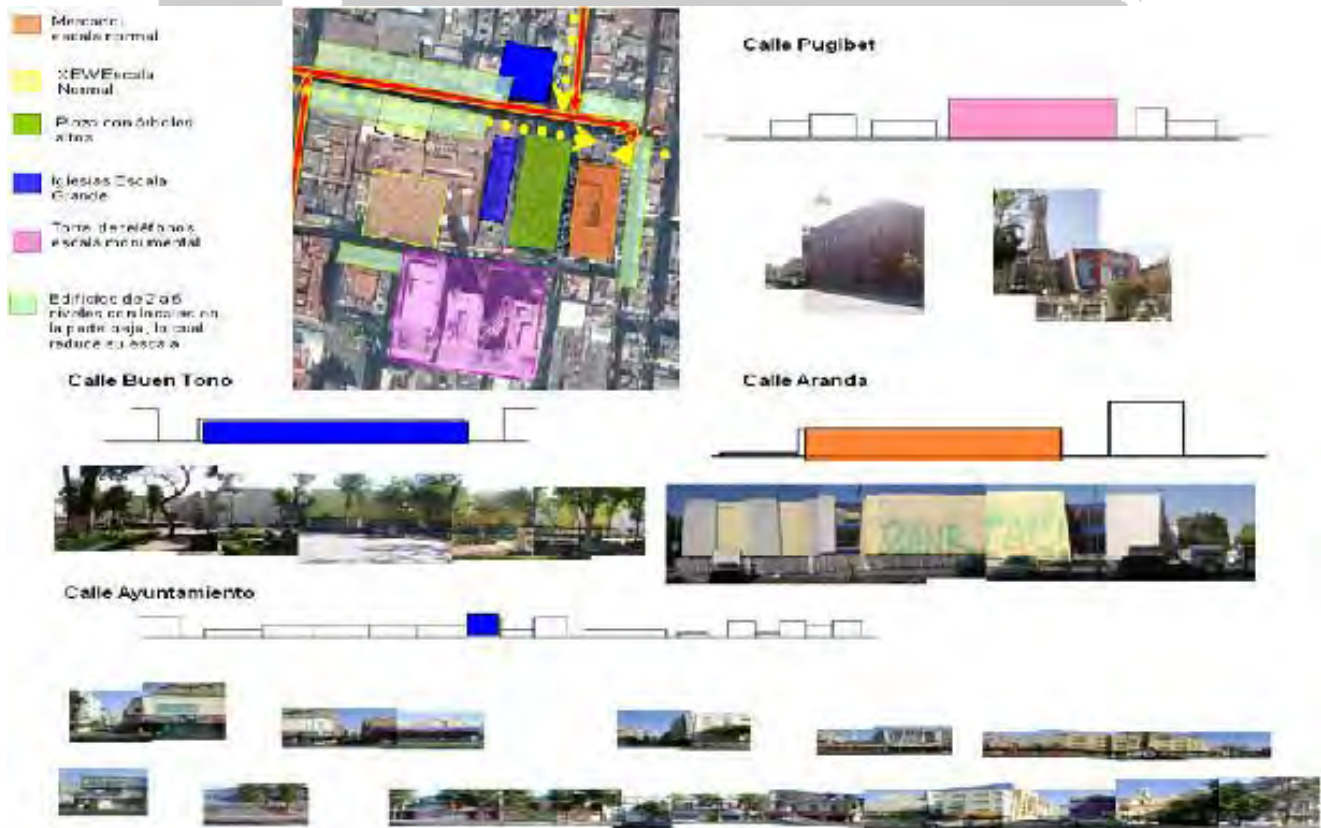 Mercado
escala normal
XEW Escala
Normal
Plaza con árboles
altos
Iglesias Escala
Grande
Torre de teléfonos
escala monumental
Edificios de 2 a 6
niveles con locales en
la parte baja, lo cual
reduce su escala
Calle Pugibet
Calle Buen Tono
Calle Aranda
Calle Ayuntamiento